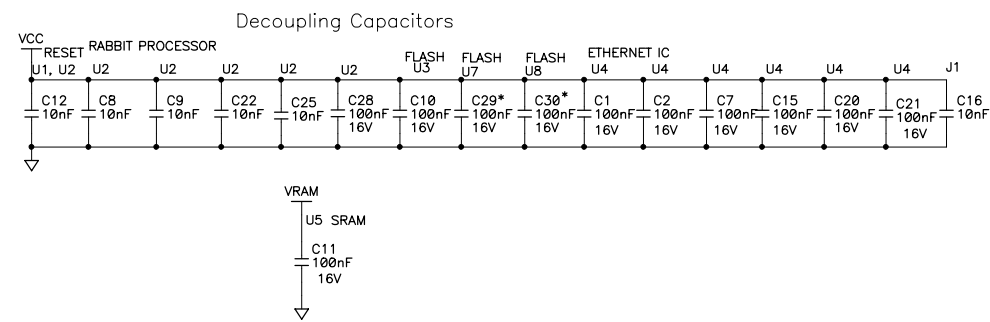 Decoupling Capacitors
VCC
RESET RABBIT PROCESSOR
FLASH FLASH FLASH ETHERNET IC
U1, U2 U2 U2 U2 U2 U2 U3 U7 U8 U4 U4 U4 U4 U4 U4 J1
C12 C8 C9 C22 C25 C28 C10 C29* C30* C1 C2 C7 C15 C20 C21 C16
10nF 10nF 10nF 10nF 10nF 100nF 100nF 100nF 100nF 100nF 100nF 100nF 100nF 100nF 100nF 10nF
16V 16V 16V 16V 16V 16V 16V 16V 16V 16V
VRAM
U5 SRAM
C11
100nF
16V